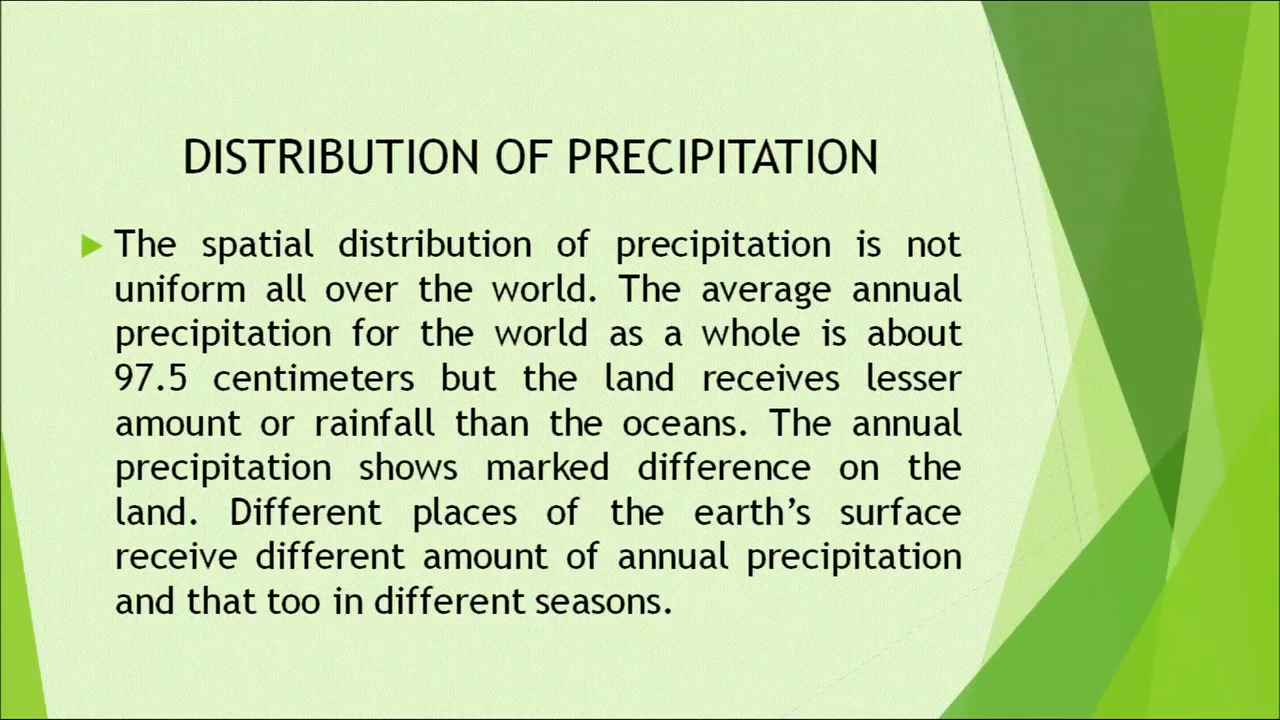 DISTRIBUTION OF PRECIPITATION
The spatial distribution of precipitation is not
uniform all over the world. The average annual
precipitation for the world as a whole is about
97.5 centimeters but the land receives lesser
amount or rainfall than the oceans. The annual
precipitation shows marked difference on the
land. Different places of the earth’s surface
receive different amount of annual precipitation
and that too in different seasons.